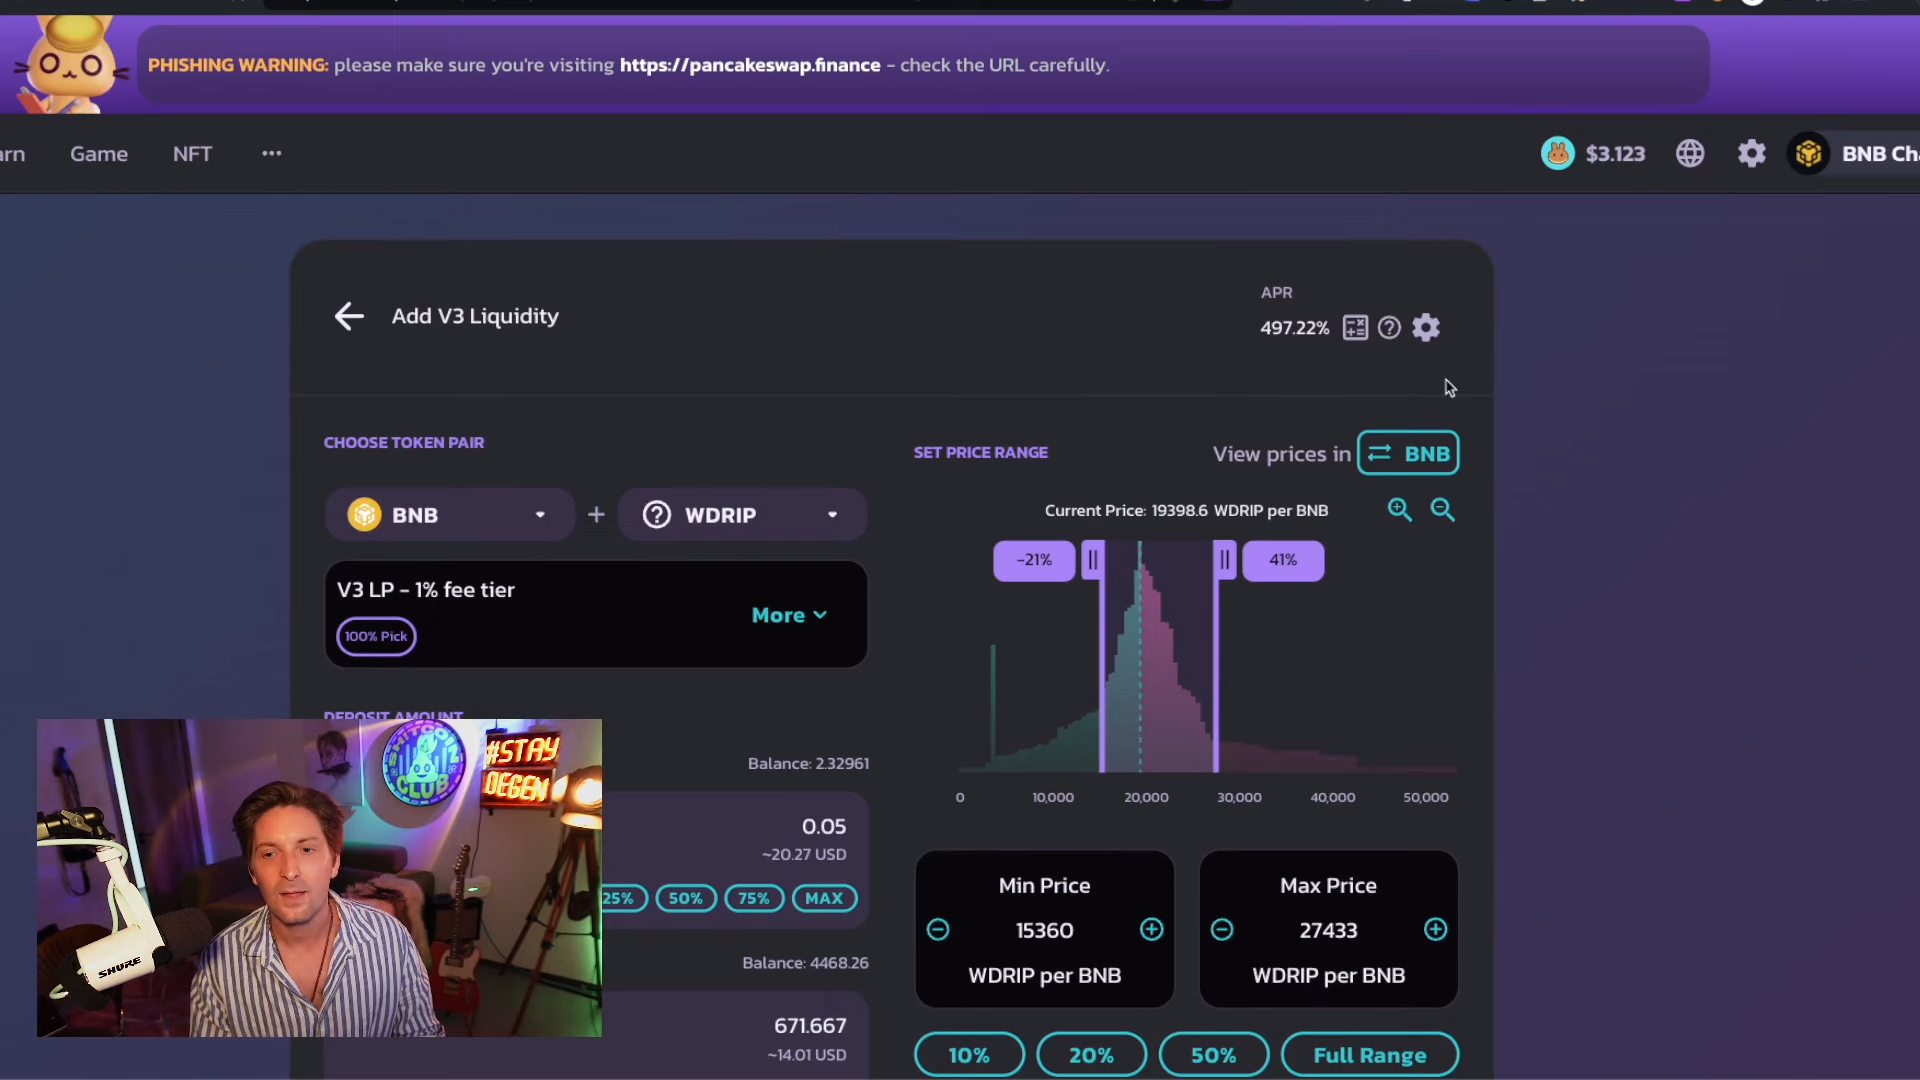 PHISHING WARNING: please make sure you're visiting https://pancakeswap.finance - check the URL carefully.
arn Game NFT ... $3.123 BNB Cha
Add V3 Liquidity
APR
497.22%
CHOOSE TOKEN PAIR
BNB + WDRIP
V3 LP - 1% fee tier
100% Pick
More
DEPOSIT AMOUNT
Balance: 2.32961
0.05
~20.27 USD
25% 50% 75% MAX
Balance: 4468.26
671.667
~14.01 USD
SET PRICE RANGE
View prices in BNB
Current Price: 19398.6 WDRIP per BNB
-21% 41%
0 10,000 20,000 30,000 40,000 50,000
Min Price
15360
WDRIP per BNB
Max Price
27433
WDRIP per BNB
10% 20% 50% Full Range
SHITCOIN
CLUB
#STAY
DEGEN
SHURE